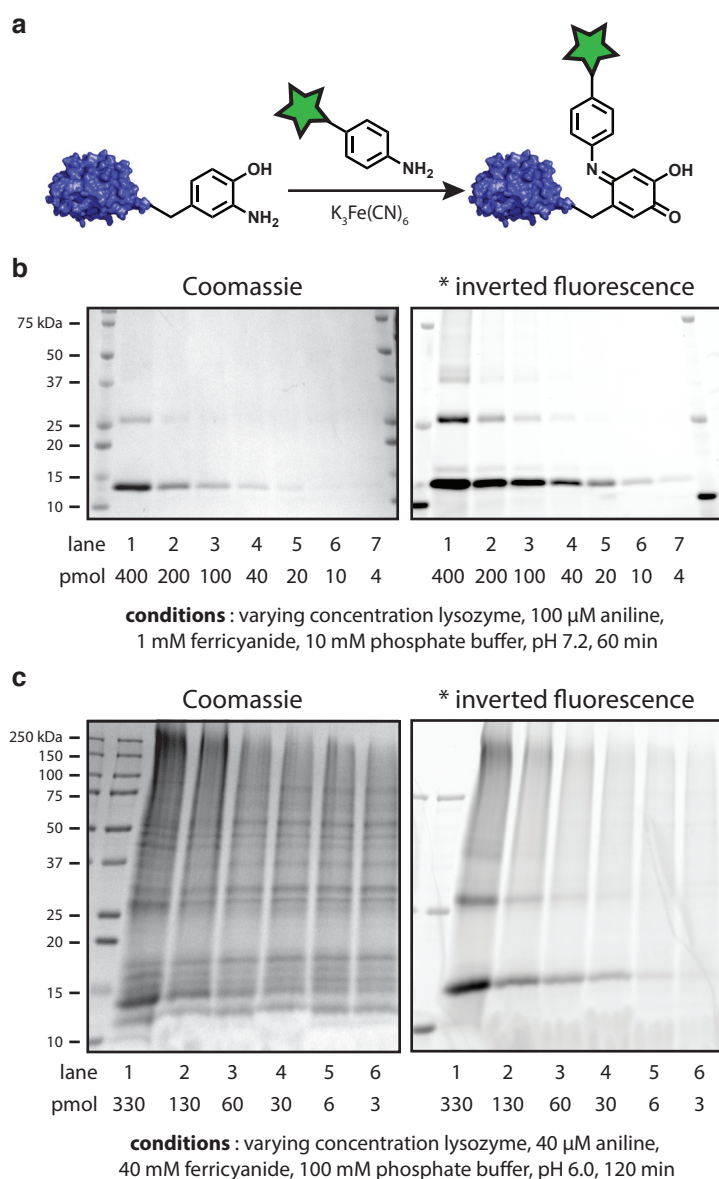 a
OH
NH2
NH2
K3Fe(CN)6
N
OH
O
b
Coomassie
* inverted fluorescence
75 kDa
50
37
25
20
15
10
lane 1 2 3 4 5 6 7 1 2 3 4 5 6 7
pmol 400 200 100 40 20 10 4 400 200 100 40 20 10 4
conditions : varying concentration lysozyme, 100 μM aniline,
1 mM ferricyanide, 10 mM phosphate buffer, pH 7.2, 60 min
c
Coomassie
* inverted fluorescence
250 kDa
150
100
75
50
37
25
20
15
10
lane 1 2 3 4 5 6 1 2 3 4 5 6
pmol 330 130 60 30 6 3 330 130 60 30 6 3
conditions : varying concentration lysozyme, 40 μM aniline,
40 mM ferricyanide, 100 mM phosphate buffer, pH 6.0, 120 min